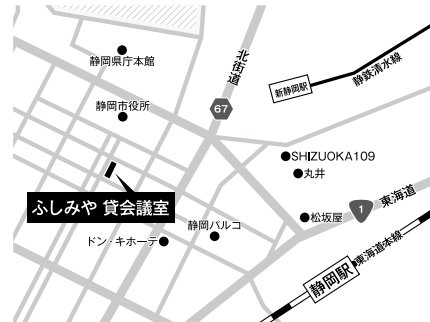 静岡県庁本館
北街道
静鉄清水線
新静岡駅
静岡市役所
67
●SHIZUOKA109
●丸井
ふしみや 貸会議室
東海道
1
●松坂屋
静岡パルコ
ドン・キホーテ●
東海道本線
静岡駅